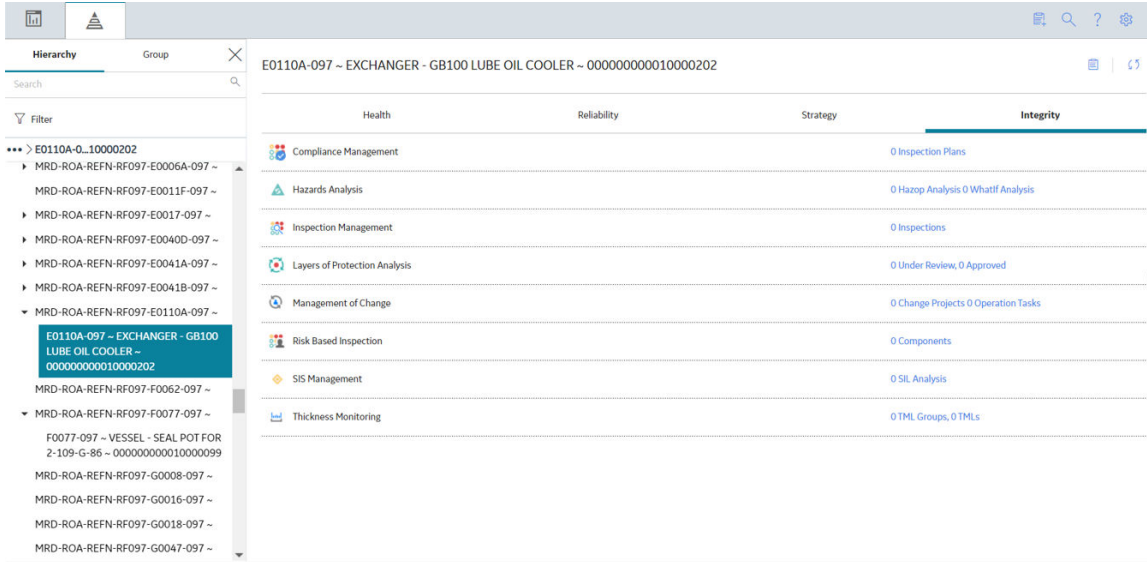 Hierarchy
Group
Search
Filter
••• > E0110A-0...10000202
MRD-ROA-REFN-RF097-E0006A-097 ~
MRD-ROA-REFN-RF097-E0011F-097 ~
MRD-ROA-REFN-RF097-E0017-097 ~
MRD-ROA-REFN-RF097-E0040D-097 ~
MRD-ROA-REFN-RF097-E0041A-097 ~
MRD-ROA-REFN-RF097-E0041B-097 ~
MRD-ROA-REFN-RF097-E0110A-097 ~
E0110A-097 ~ EXCHANGER - GB100
LUBE OIL COOLER ~
000000000010000202
MRD-ROA-REFN-RF097-F0062-097 ~
MRD-ROA-REFN-RF097-F0077-097 ~
F0077-097 ~ VESSEL - SEAL POT FOR
2-109-G-86 ~ 000000000010000099
MRD-ROA-REFN-RF097-G0008-097 ~
MRD-ROA-REFN-RF097-G0016-097 ~
MRD-ROA-REFN-RF097-G0018-097 ~
MRD-ROA-REFN-RF097-G0047-097 ~
E0110A-097 ~ EXCHANGER - GB100 LUBE OIL COOLER ~ 000000000010000202
Health Reliability Strategy Integrity
Compliance Management 0 Inspection Plans
Hazards Analysis 0 Hazop Analysis 0 WhatIf Analysis
Inspection Management 0 Inspections
Layers of Protection Analysis 0 Under Review, 0 Approved
Management of Change 0 Change Projects 0 Operation Tasks
Risk Based Inspection 0 Components
SIS Management 0 SIL Analysis
Thickness Monitoring 0 TML Groups, 0 TMLs